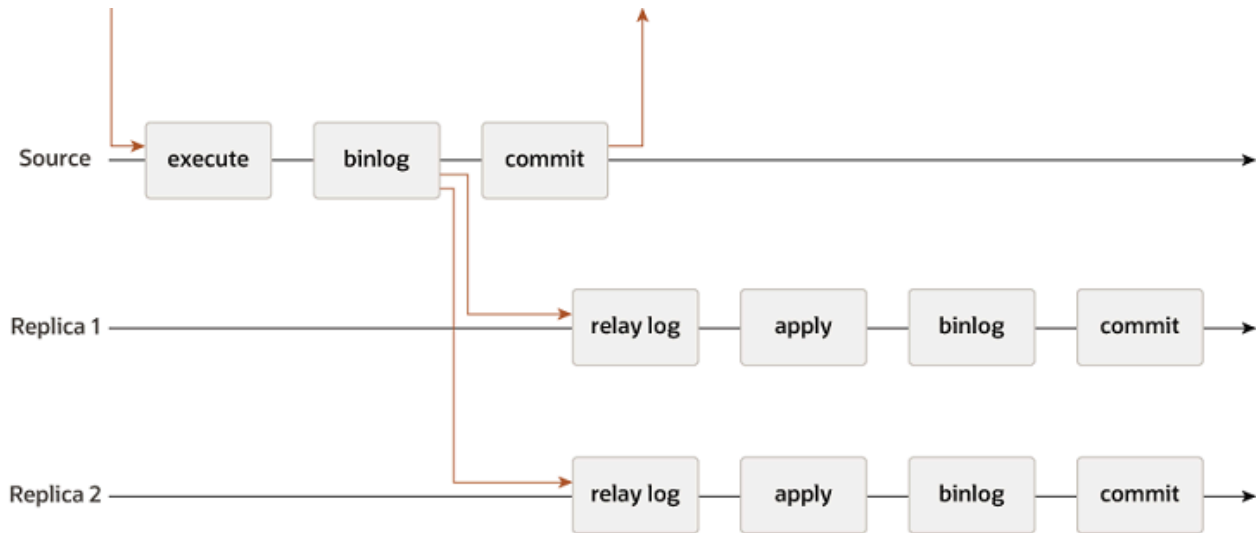 Source
execute
binlog
commit
Replica 1
relay log
apply
binlog
commit
Replica 2
relay log
apply
binlog
commit